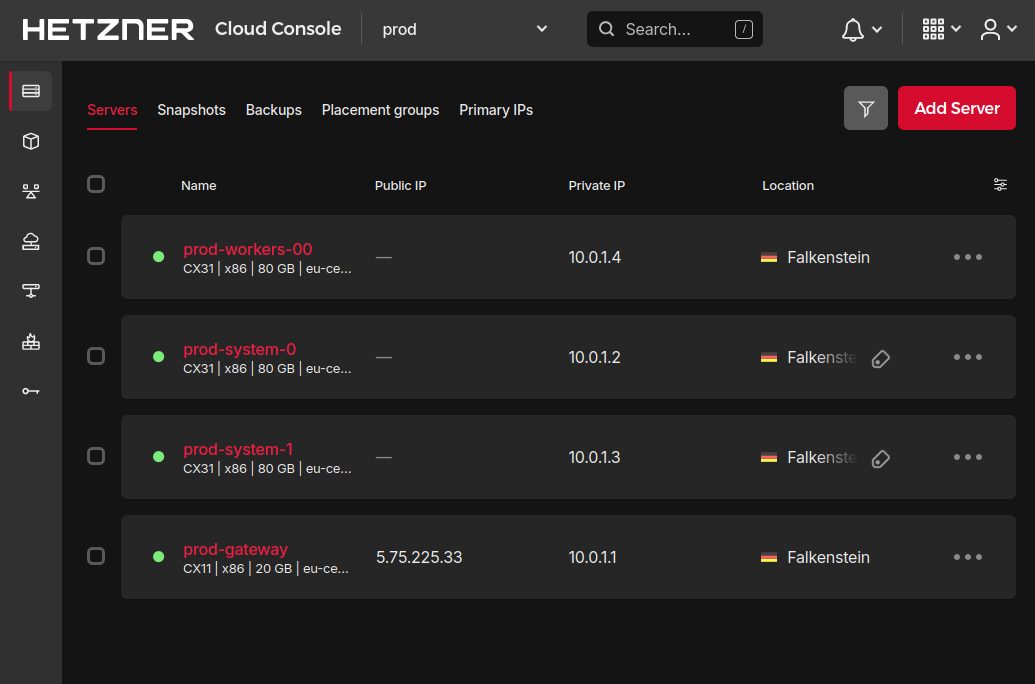 HETZNER Cloud Console prod Search... /
Servers Snapshots Backups Placement groups Primary IPs Add Server
Name Public IP Private IP Location
prod-workers-00
CX31 | x86 | 80 GB | eu-ce...
— 10.0.1.4 Falkenstein
prod-system-0
CX31 | x86 | 80 GB | eu-ce...
— 10.0.1.2 Falkenste
prod-system-1
CX31 | x86 | 80 GB | eu-ce...
— 10.0.1.3 Falkenste
prod-gateway
CX11 | x86 | 20 GB | eu-ce...
5.75.225.33 10.0.1.1 Falkenstein